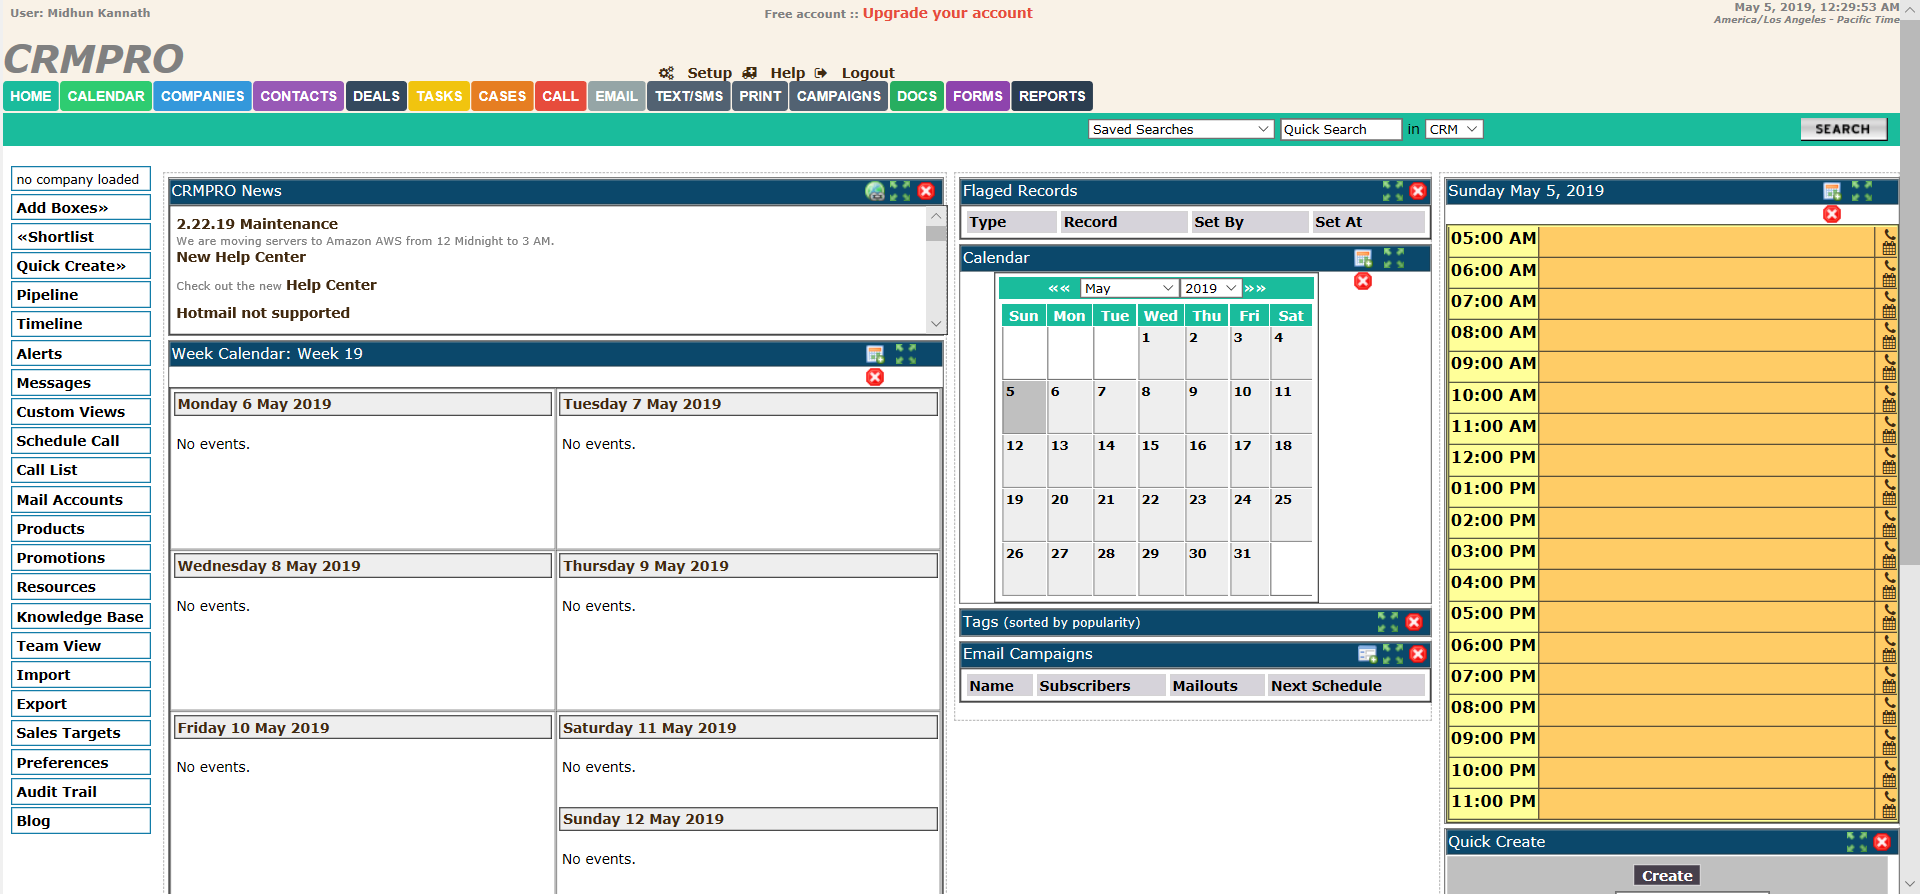 User: Midhun Kannath
Free account :: Upgrade your account
May 5, 2019, 12:29:53 AM
America/Los Angeles - Pacific Time
CRMPRO
Setup Help Logout
HOME CALENDAR COMPANIES CONTACTS DEALS TASKS CASES CALL EMAIL TEXT/SMS PRINT CAMPAIGNS DOCS FORMS REPORTS
Saved Searches Quick Search in CRM SEARCH
no company loaded
Add Boxes»
«Shortlist
Quick Create»
Pipeline
Timeline
Alerts
Messages
Custom Views
Schedule Call
Call List
Mail Accounts
Products
Promotions
Resources
Knowledge Base
Team View
Import
Export
Sales Targets
Preferences
Audit Trail
Blog
CRMPRO News
2.22.19 Maintenance
We are moving servers to Amazon AWS from 12 Midnight to 3 AM.
New Help Center
Check out the new Help Center
Hotmail not supported
Week Calendar: Week 19
Monday 6 May 2019
No events.
Tuesday 7 May 2019
No events.
Wednesday 8 May 2019
No events.
Thursday 9 May 2019
No events.
Friday 10 May 2019
No events.
Saturday 11 May 2019
No events.
Sunday 12 May 2019
No events.
Flaged Records
Type Record Set By Set At
Calendar
«« May 2019 »»
Sun Mon Tue Wed Thu Fri Sat
1 2 3 4
5 6 7 8 9 10 11
12 13 14 15 16 17 18
19 20 21 22 23 24 25
26 27 28 29 30 31
Tags (sorted by popularity)
Email Campaigns
Name Subscribers Mailouts Next Schedule
Sunday May 5, 2019
05:00 AM
06:00 AM
07:00 AM
08:00 AM
09:00 AM
10:00 AM
11:00 AM
12:00 PM
01:00 PM
02:00 PM
03:00 PM
04:00 PM
05:00 PM
06:00 PM
07:00 PM
08:00 PM
09:00 PM
10:00 PM
11:00 PM
Quick Create
Create